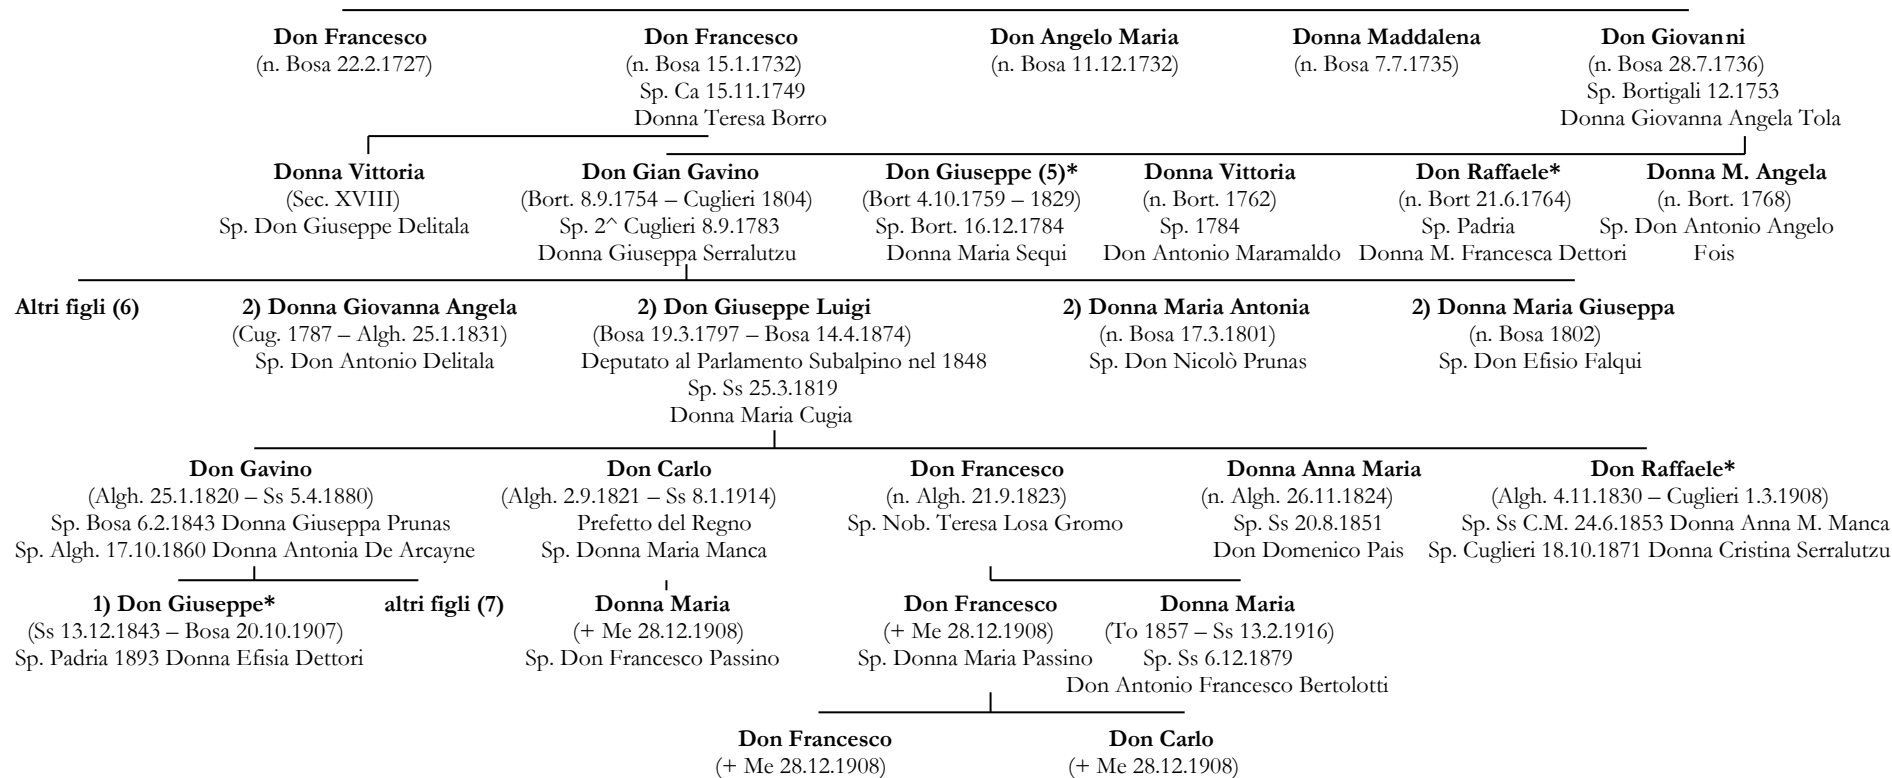 Don Francesco
(n. Bosa 22.2.1727)
Don Francesco
(n. Bosa 15.1.1732)
Sp. Ca 15.11.1749
Donna Teresa Borro
Don Angelo Maria
(n. Bosa 11.12.1732)
Donna Maddalena
(n. Bosa 7.7.1735)
Don Giovanni
(n. Bosa 28.7.1736)
Sp. Bortigali 12.1753
Donna Giovanna Angela Tola
Donna Vittoria
(Sec. XVIII)
Sp. Don Giuseppe Delitala
Don Gian Gavino
(Bort. 8.9.1754 – Cuglieri 1804)
Sp. 2^ Cuglieri 8.9.1783
Donna Giuseppa Serralutzu
Don Giuseppe (5)*
(Bort 4.10.1759 – 1829)
Sp. Bort. 16.12.1784
Donna Maria Sequi
Donna Vittoria
(n. Bort. 1762)
Sp. 1784
Don Antonio Maramaldo
Don Raffaele*
(n. Bort 21.6.1764)
Sp. Padria
Donna M. Francesca Dettori
Donna M. Angela
(n. Bort. 1768)
Sp. Don Antonio Angelo
Fois
Altri figli (6)
2) Donna Giovanna Angela
(Cug. 1787 – Algh. 25.1.1831)
Sp. Don Antonio Delitala
2) Don Giuseppe Luigi
(Bosa 19.3.1797 – Bosa 14.4.1874)
Deputato al Parlamento Subalpino nel 1848
Sp. Ss 25.3.1819
Donna Maria Cugia
2) Donna Maria Antonia
(n. Bosa 17.3.1801)
Sp. Don Nicolò Prunas
2) Donna Maria Giuseppa
(n. Bosa 1802)
Sp. Don Efisio Falqui
Don Gavino
(Algh. 25.1.1820 – Ss 5.4.1880)
Sp. Bosa 6.2.1843 Donna Giuseppa Prunas
Sp. Algh. 17.10.1860 Donna Antonia De Arcayne
Don Carlo
(Algh. 2.9.1821 – Ss 8.1.1914)
Prefetto del Regno
Sp. Donna Maria Manca
Don Francesco
(n. Algh. 21.9.1823)
Sp. Nob. Teresa Losa Gromo
Donna Anna Maria
(n. Algh. 26.11.1824)
Sp. Ss 20.8.1851
Don Domenico Pais
Don Raffaele*
(Algh. 4.11.1830 – Cuglieri 1.3.1908)
Sp. Ss C.M. 24.6.1853 Donna Anna M. Manca
Sp. Cuglieri 18.10.1871 Donna Cristina Serralutzu
1) Don Giuseppe*
(Ss 13.12.1843 – Bosa 20.10.1907)
Sp. Padria 1893 Donna Efisia Dettori
altri figli (7)
Donna Maria
(+ Me 28.12.1908)
Sp. Don Francesco Passino
Don Francesco
(+ Me 28.12.1908)
Sp. Donna Maria Passino
Donna Maria
(To 1857 – Ss 13.2.1916)
Sp. Ss 6.12.1879
Don Antonio Francesco Bertolotti
Don Francesco
(+ Me 28.12.1908)
Don Carlo
(+ Me 28.12.1908)